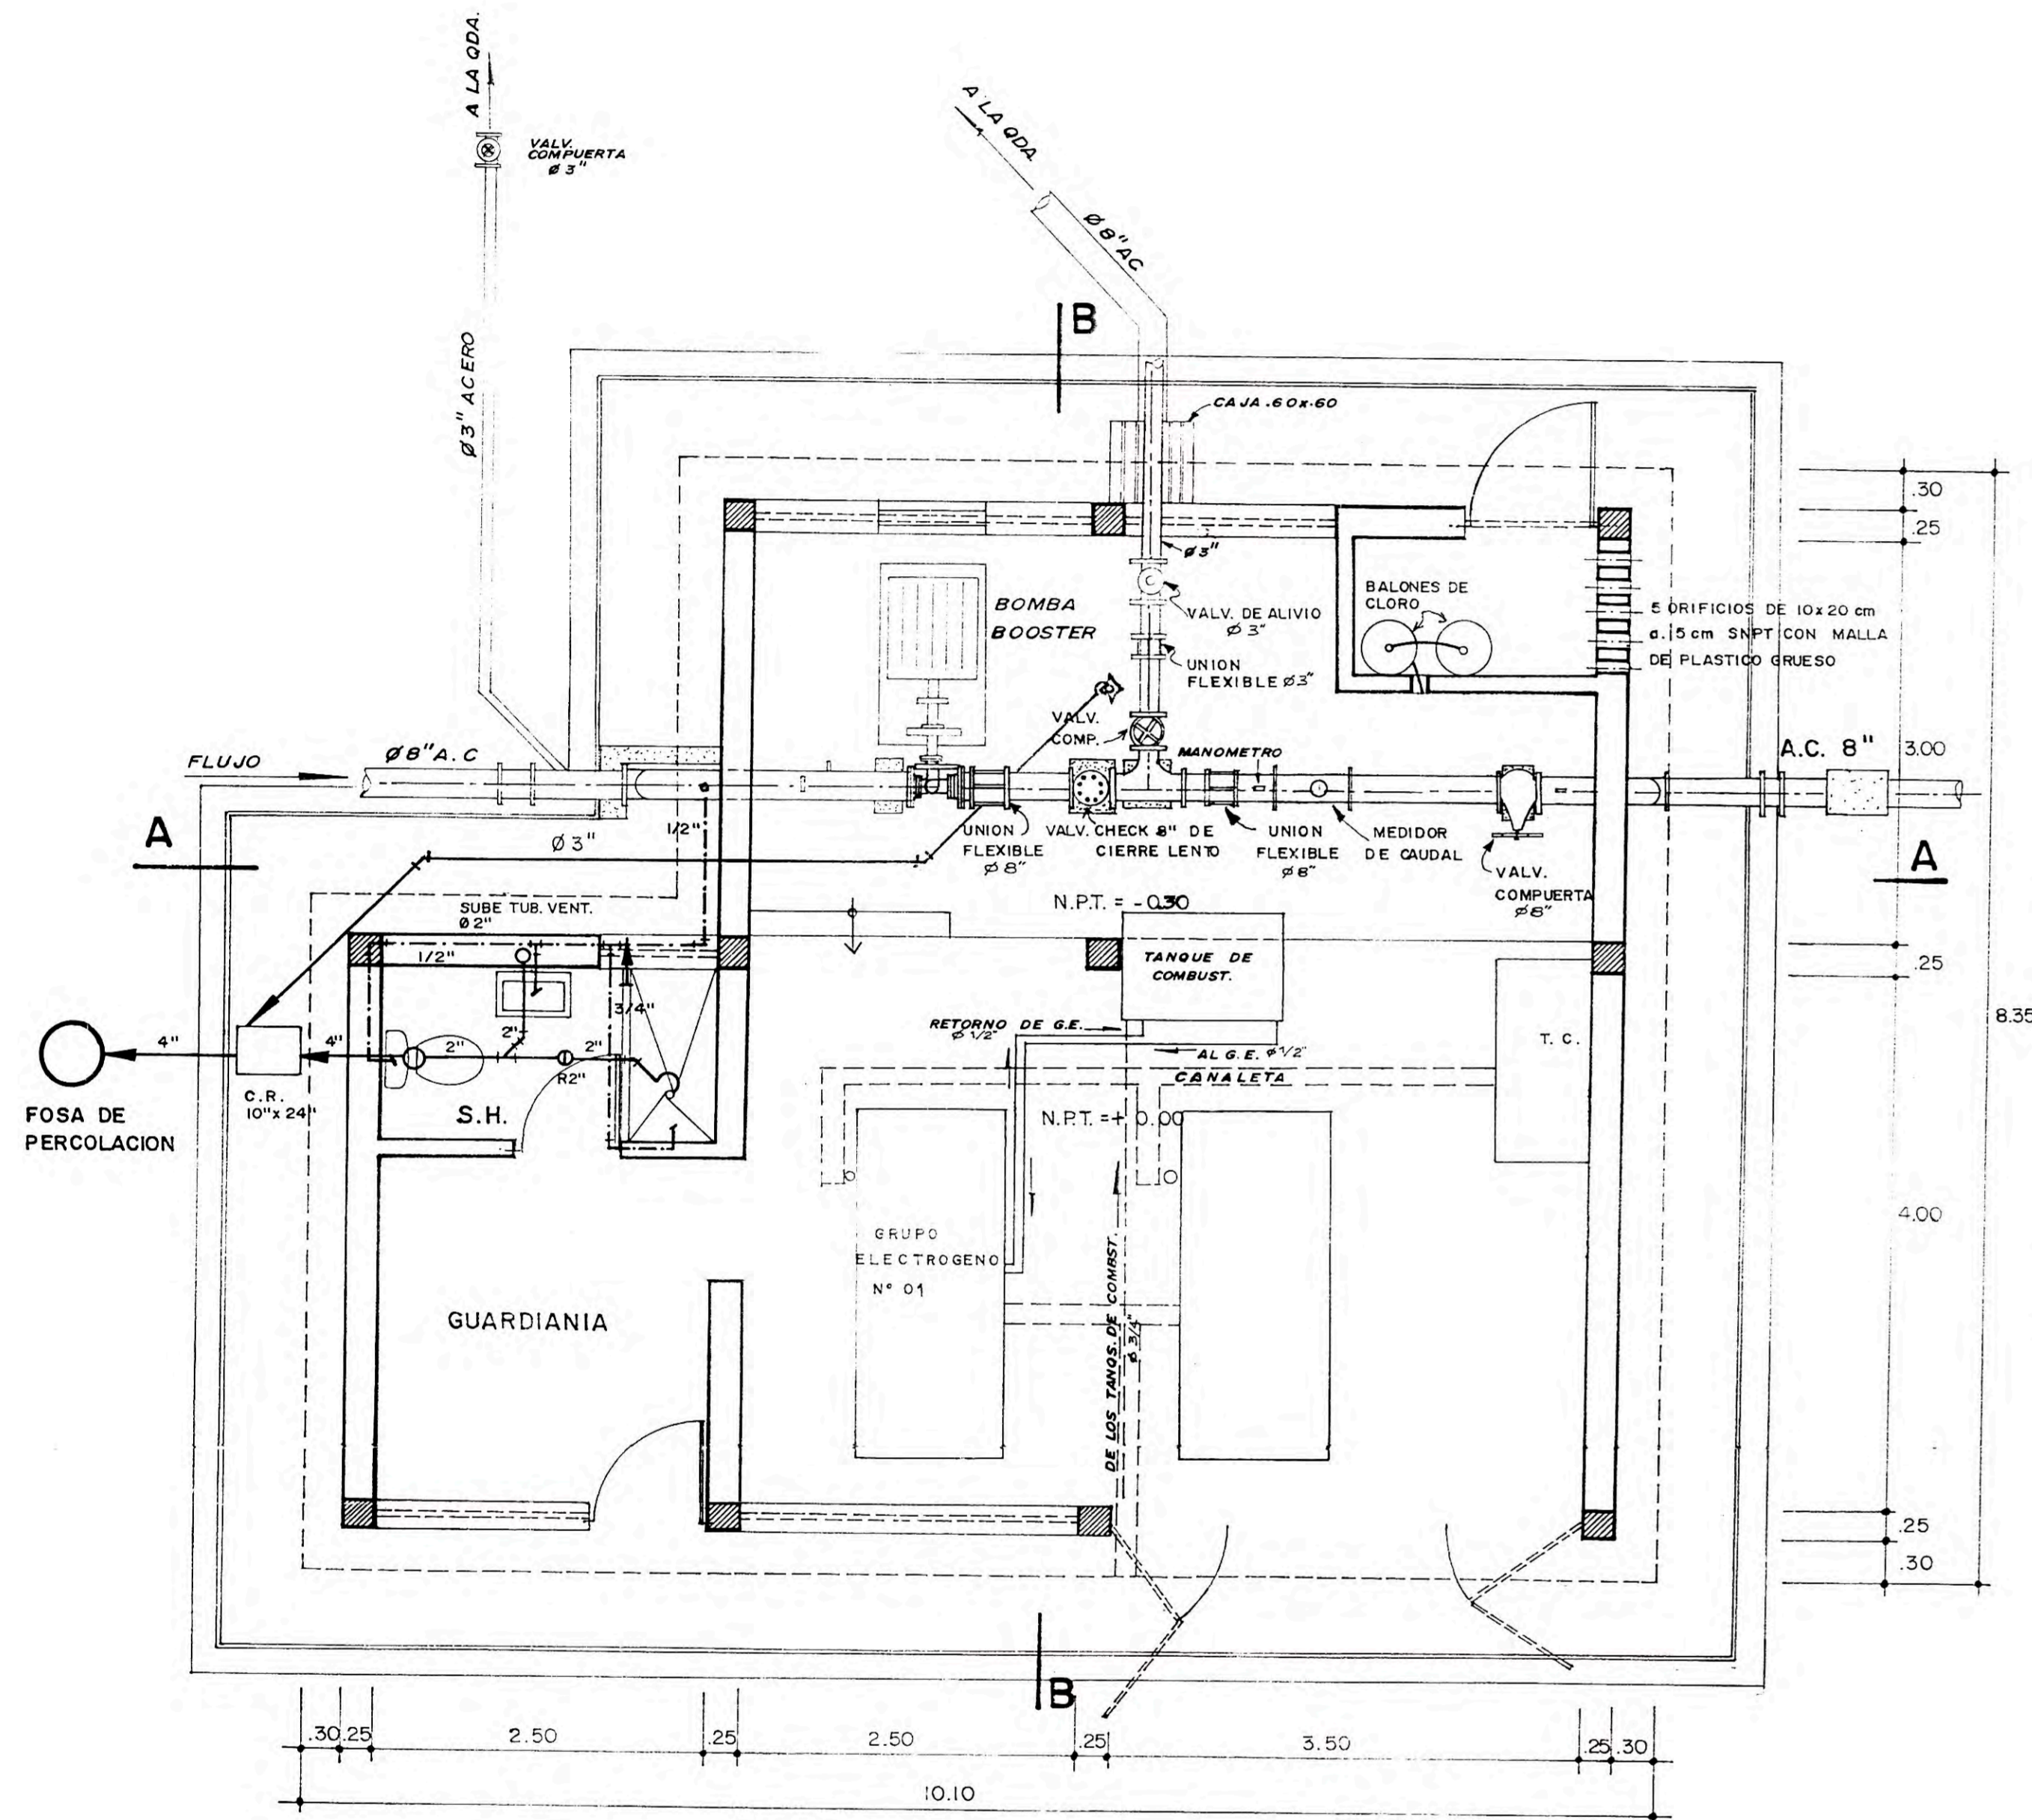 A LA QDA.
VALV.
COMPUERTA
Ø 3"
Ø3" ACERO
A LA QDA.
Ø8" AC
B
CAJA .60x.60
Ø3"
BOMBA
BOOSTER
VALV. DE ALIVIO
Ø 3"
UNION
FLEXIBLE Ø3"
VALV.
COMP.
MANOMETRO
BALONES DE
CLORO
5 ORIFICIOS DE 10x20 cm
a .15 cm SNPT CON MALLA
DE PLASTICO GRUESO
.30
.25
3.00
.25
8.35
4.00
.25
.30
FLUJO
Ø8" A.C
A.C. 8"
A
1/2"
Ø3"
UNION
FLEXIBLE
Ø8"
VALV. CHECK 8" DE
CIERRE LENTO
UNION
FLEXIBLE
Ø8"
MEDIDOR
DE CAUDAL
VALV.
COMPUERTA
Ø8"
A
SUBE TUB. VENT.
Ø2"
1/2"
N.P.T. = -0.30
TANQUE DE
COMBUST.
3/4"
4"
4"
2"
2"
2"
R2"
C.R.
10"x 24"
S.H.
FOSA DE
PERCOLACION
RETORNO DE G.E.
Ø 1/2"
AL G.E. Ø1/2"
CANALETA
T. C.
N.P.T. =+ 0.00
GRUPO
ELECTROGENO
Nº 01
DE LOS TANQS. DE COMBST.
Ø 3/4"
GUARDIANIA
B
.30
.25
2.50
.25
2.50
.25
3.50
.25
.30
10.10